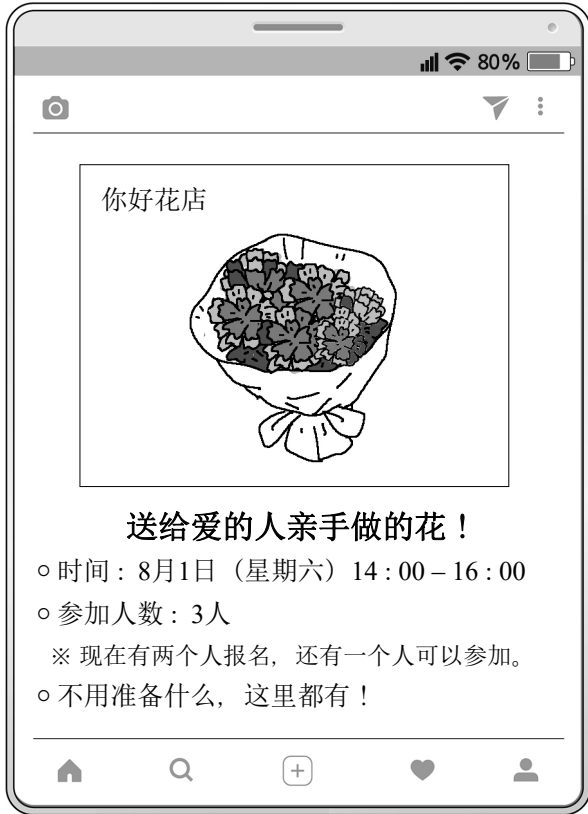 80%
你好花店
送给爱的人亲手做的花！
○时间：8月1日（星期六）14 : 00 – 16 : 00
○参加人数：3人
※ 现在有两个人报名，还有一个人可以参加。
○不用准备什么，这里都有！